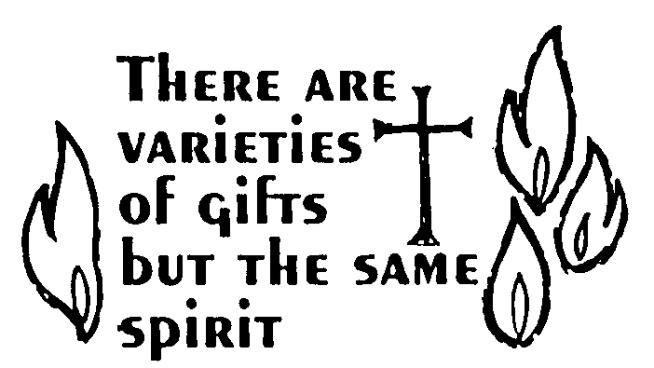 There are
varieties
of gifts
but the same
spirit